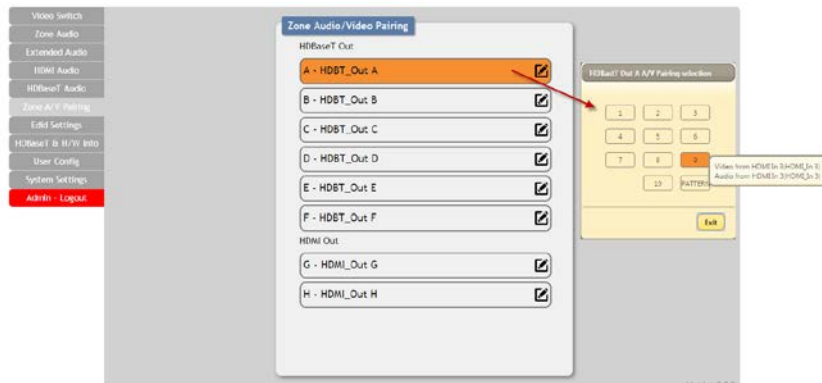 Video Switch
Zone Audio
Extended Audio
HDMI Audio
HDBaseT Audio
Zone A/V Pairing
Edid Settings
HDBaseT & H/W Info
User Config
System Settings
Admin - Logout
Zone Audio/Video Pairing
HDBaseT Out
A - HDBT_Out A
B - HDBT_Out B
C - HDBT_Out C
D - HDBT_Out D
E - HDBT_Out E
F - HDBT_Out F
HDMI Out
G - HDMI_Out G
H - HDMI_Out H
HDBaseT Out A A/V Pairing selection
1 2 3
4 5 6
7 8 9
10 PATTERN
Video from HDMI In 3(HDMI_In 3)
Audio from HDMI In 3(HDMI_In 3)
Exit